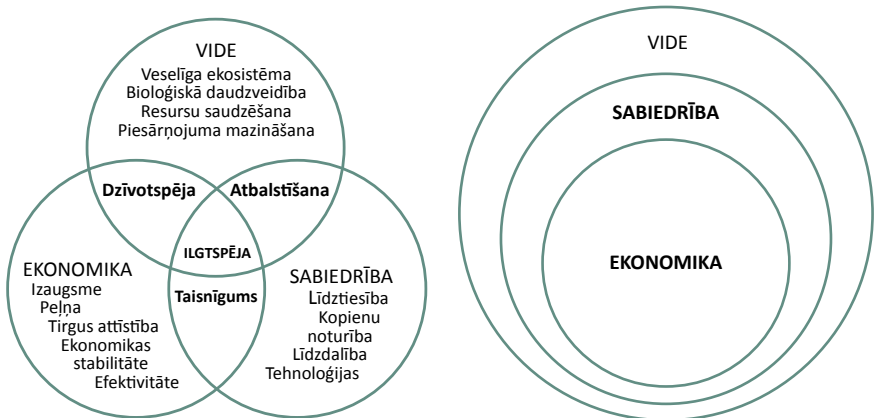 VIDE
Veselīga ekosistēma
Bioloģiskā daudzveidība
Resursu saudzēšana
Piesārņojuma mazināšana
Dzīvotspēja
Atbalstīšana
ILGTSPĒJA
EKONOMIKA
Izaugsme
Peļņa
Tirgus attīstība
Ekonomikas
stabilitāte
Efektivitāte
Taisnīgums
SABIEDRĪBA
Līdztiesība
Kopienu
noturība
Līdzdalība
Tehnoloģijas
VIDE
SABIEDRĪBA
EKONOMIKA